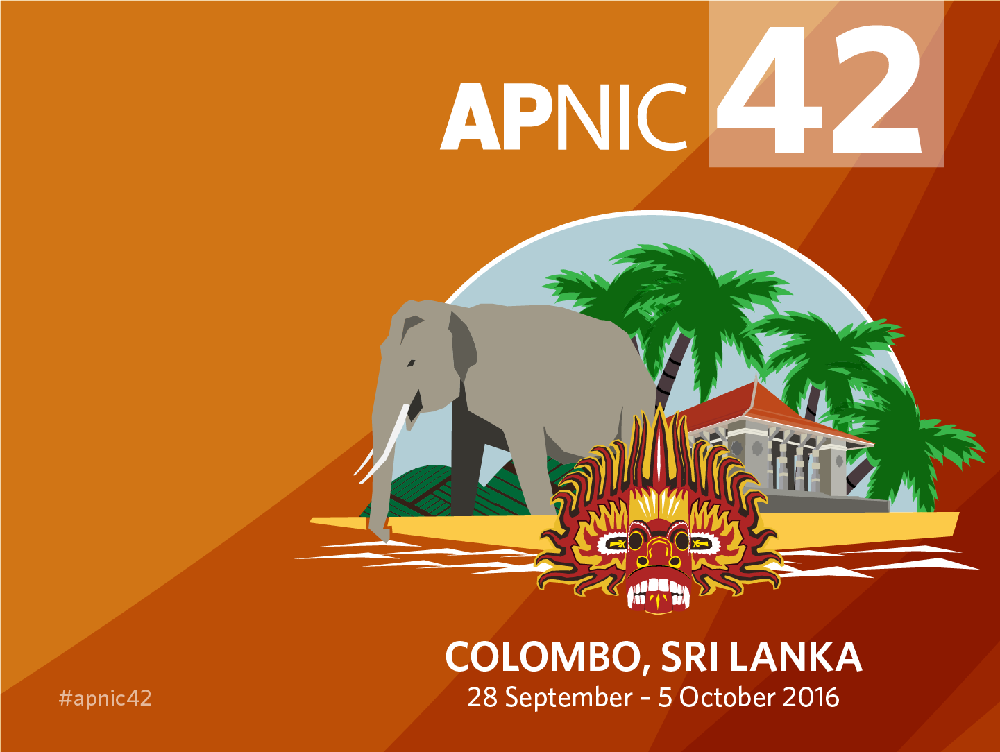 APNIC 42
COLOMBO, SRI LANKA
28 September – 5 October 2016
#apnic42